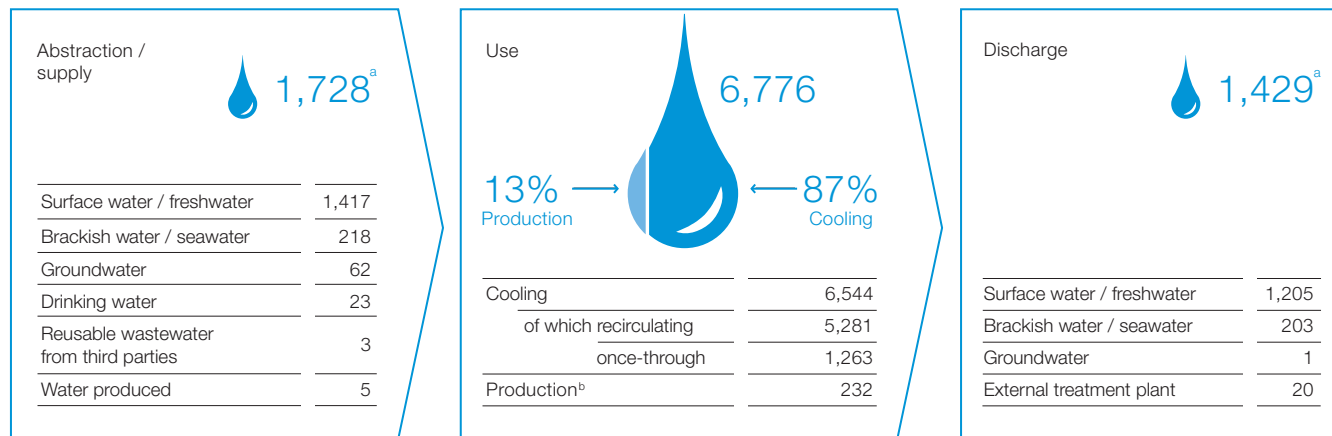 Abstraction /
supply
1,728ª
Surface water / freshwater 1,417
Brackish water / seawater 218
Groundwater 62
Drinking water 23
Reusable wastewater
from third parties 3
Water produced 5
Use
6,776
13%
Production
87%
Cooling
Cooling 6,544
of which recirculating 5,281
once-through 1,263
Productionᵇ 232
Discharge
1,429ª
Surface water / freshwater 1,205
Brackish water / seawater 203
Groundwater 1
External treatment plant 20